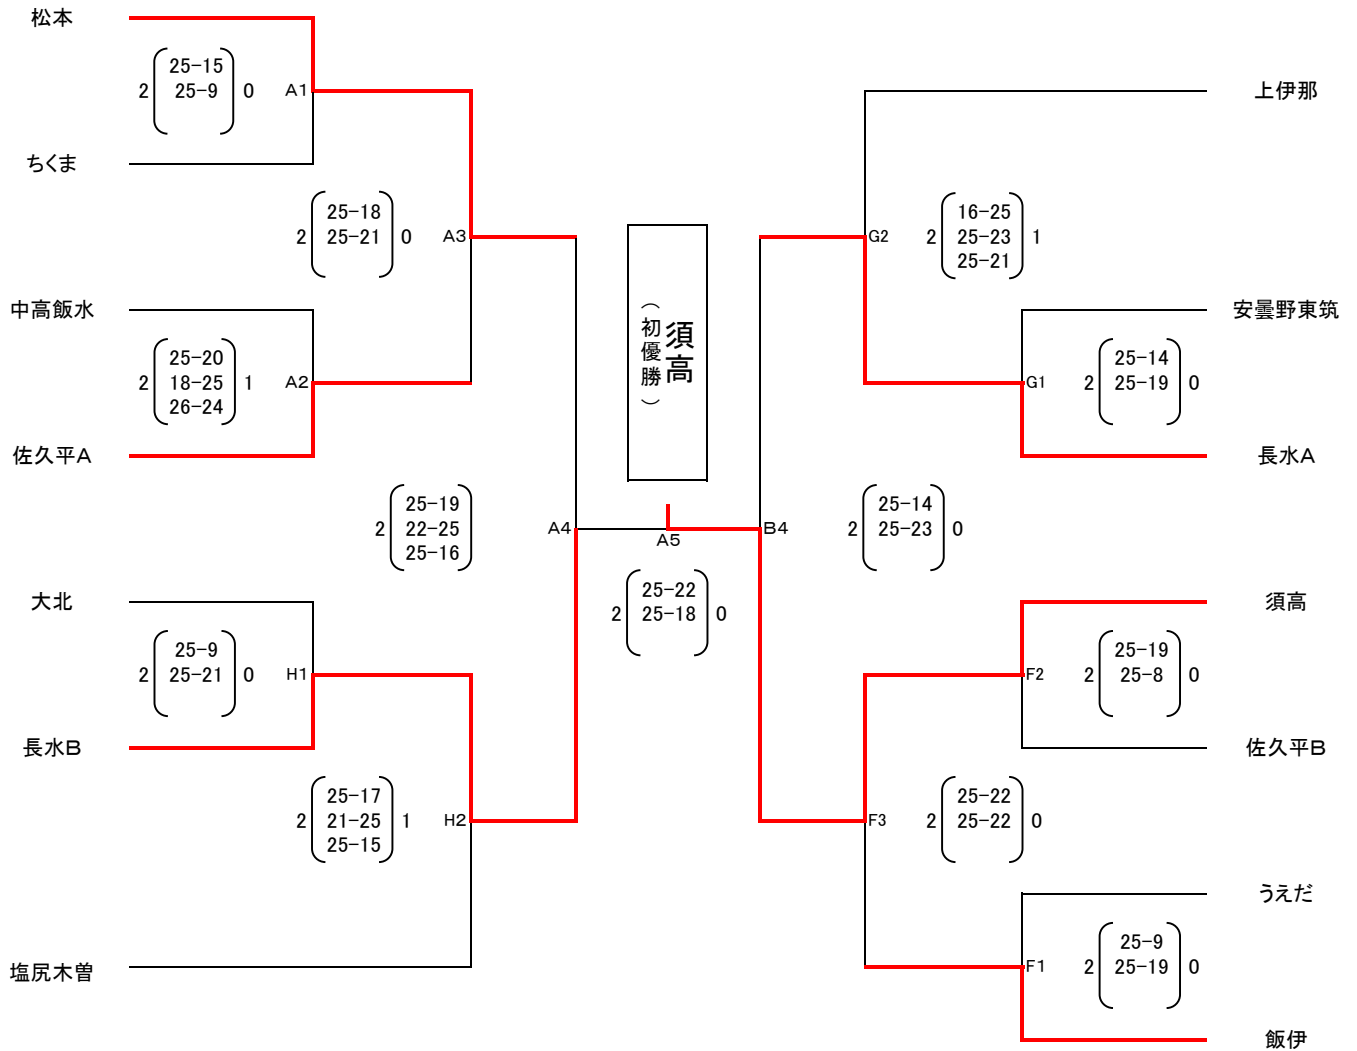 松本
25-15
2 25-9 0
A1
ちくま
25-18
2 25-21 0
A3
中高飯水
25-20
2 18-25 1
26-24
A2
佐久平A
25-19
2 22-25
25-16
A4
大北
25-9
2 25-21 0
H1
長水B
25-17
2 21-25 1
25-15
H2
塩尻木曽
須高
（初優勝）
A5
25-22
2 25-18 0
上伊那
16-25
G2 2 25-23 1
25-21
安曇野東筑
25-14
G1 2 25-19 0
長水A
25-14
B4 2 25-23 0
須高
25-19
F2 2 25-8 0
佐久平B
25-22
F3 2 25-22 0
うえだ
25-9
F1 2 25-19 0
飯伊